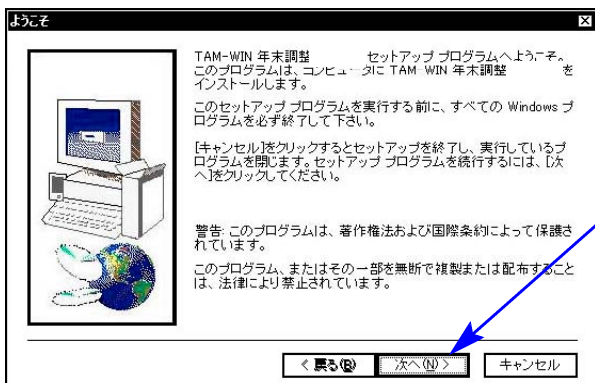 ようこそ
TAM-WIN 年末調整 セットアップ プログラムへようこそ。
このプログラムは、コンピュータに TAM-WIN 年末調整 を
インストールします。
このセットアップ プログラムを実行する前に、すべての Windows プ
ログラムを必ず終了して下さい。
[キャンセル]をクリックするとセットアップを終了し、実行しているプ
ログラムを閉じます。セットアップ プログラムを続行するには、[次
へ]をクリックしてください。
警告: このプログラムは、著作権法および国際条約によって保護さ
れています。
このプログラム、またはその一部を無断で複製または配布すること
は、法律により禁止されています。
< 戻る(B) 次へ(N) > キャンセル